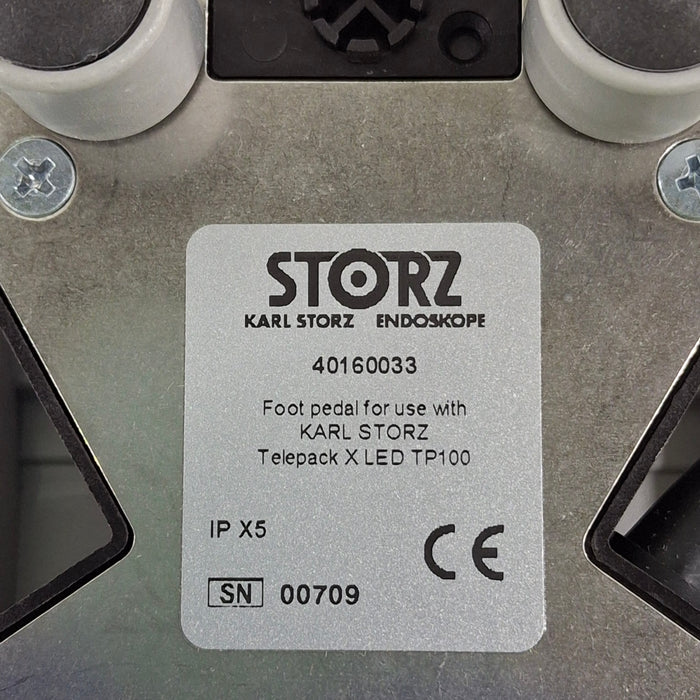 STORZ
KARL STORZ ENDOSKOPE
40160033
Foot pedal for use with
KARL STORZ
Telepack X LED TP100
IP X5
CE
SN 00709